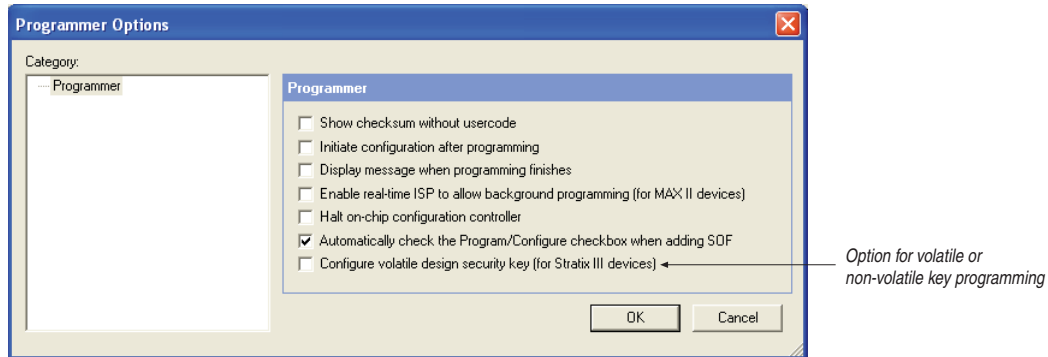 Programmer Options
Category:
Programmer
Programmer
Show checksum without usercode
Initiate configuration after programming
Display message when programming finishes
Enable real-time ISP to allow background programming (for MAX II devices)
Halt on-chip configuration controller
Automatically check the Program/Configure checkbox when adding SOF
Configure volatile design security key (for Stratix III devices)
Option for volatile or
non-volatile key programming
OK
Cancel